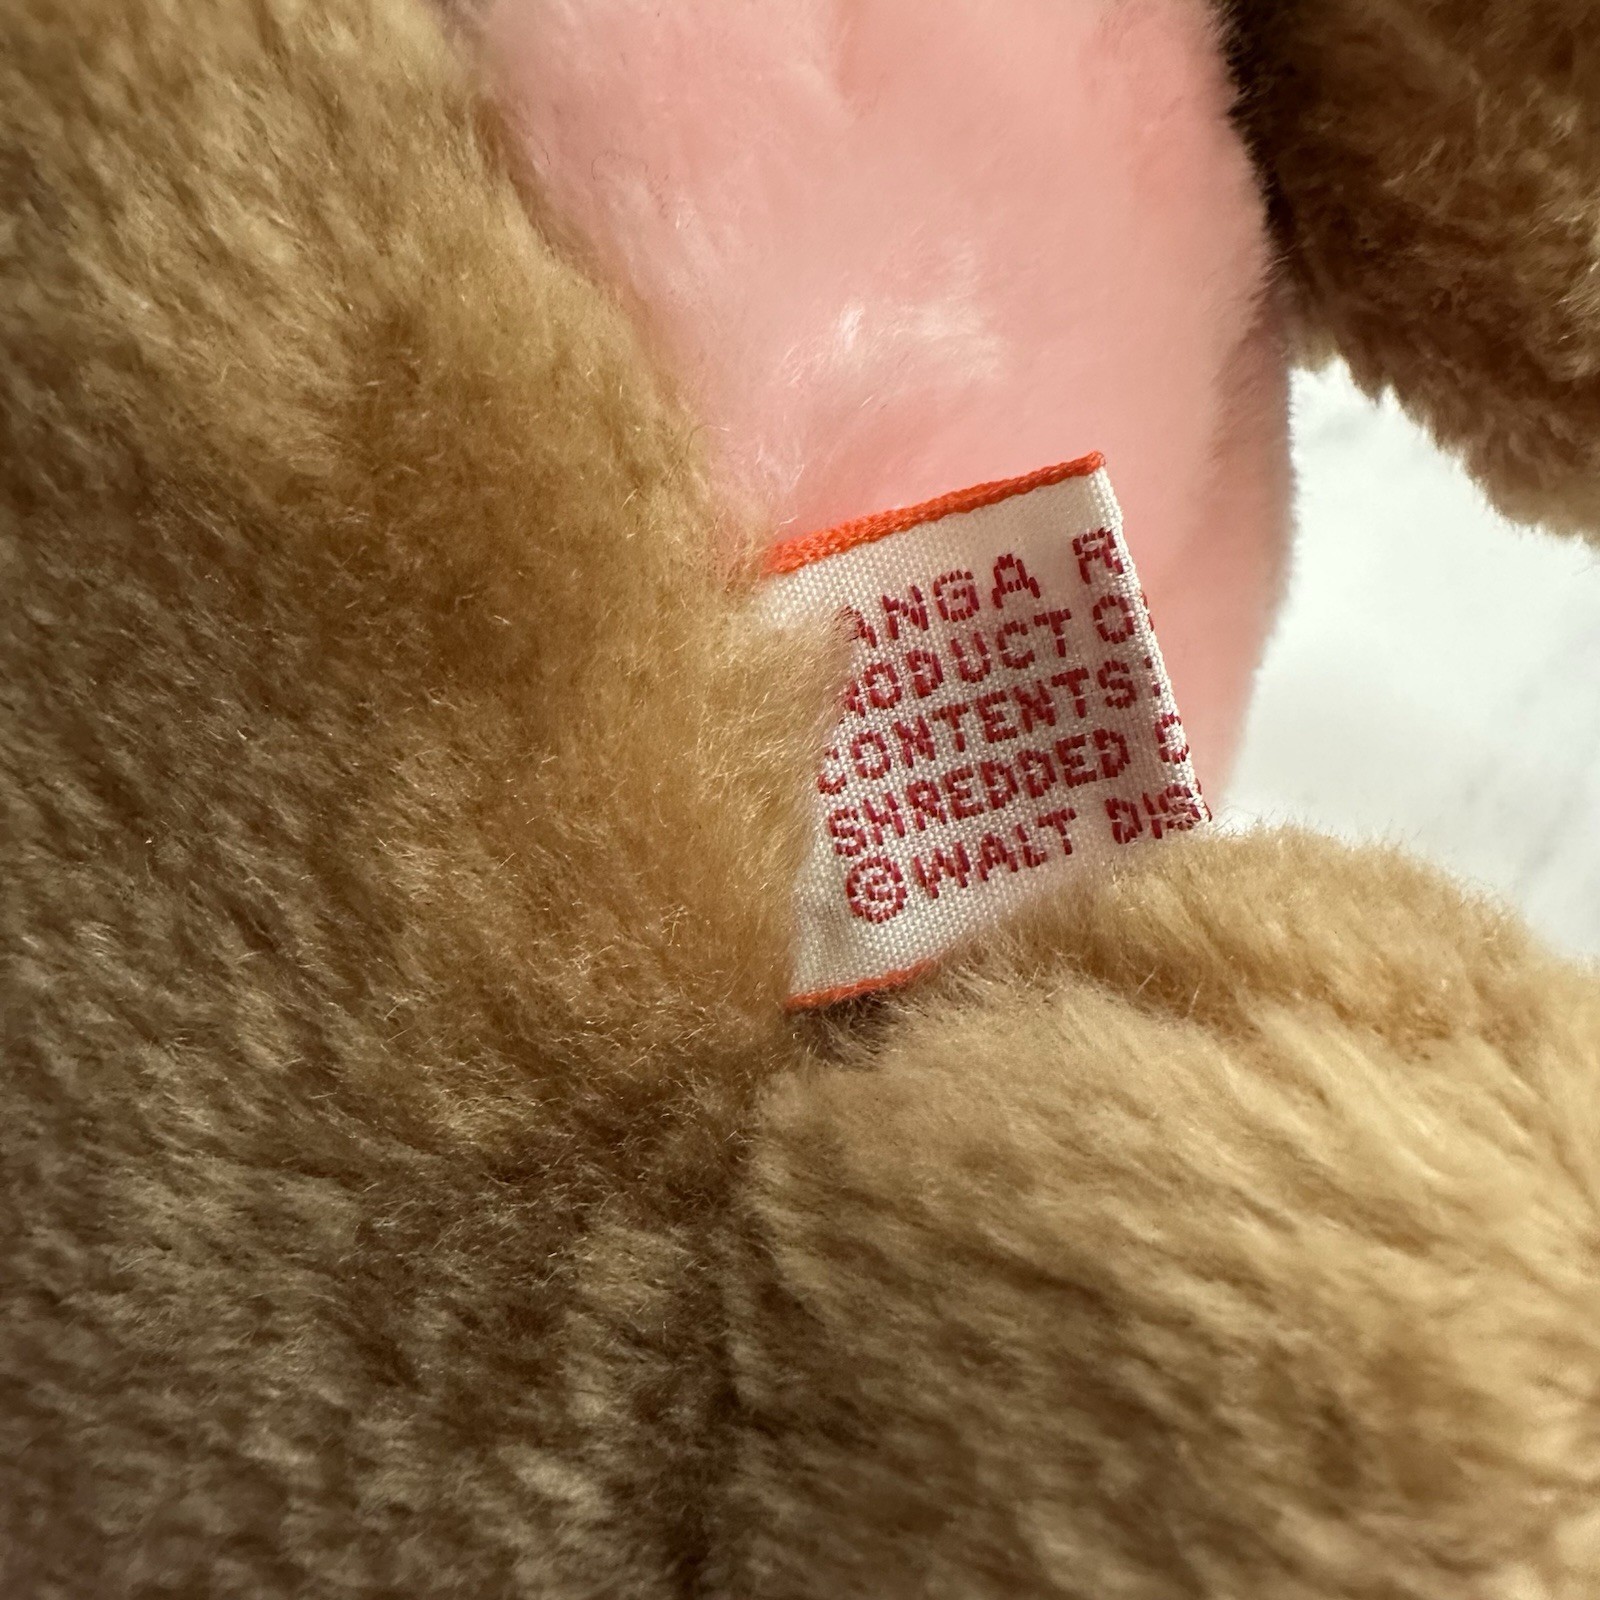 ANGA R
RODUCT O
CONTENTS:
SHREDDED C
©WALT DIS